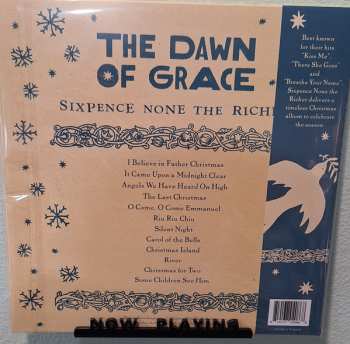 THE DAWN
OF GRACE
SIXPENCE NONE THE RICHE
I Believe in Father Christmas
It Came Upon a Midnight Clear
Angels We Have Heard On High
The Last Christmas
O Come, O Come Emmanuel
Riu Riu Chiu
Silent Night
Carol of the Bells
Christmas Island
River
Christmas for Two
Some Children See Him
Best known
for their hits
"Kiss Me",
"There She Goes"
and
"Breathe Your Name",
Sixpence None the
Richer delivers a
timeless Christmas
album to celebrate
the season
NOW PLAYING